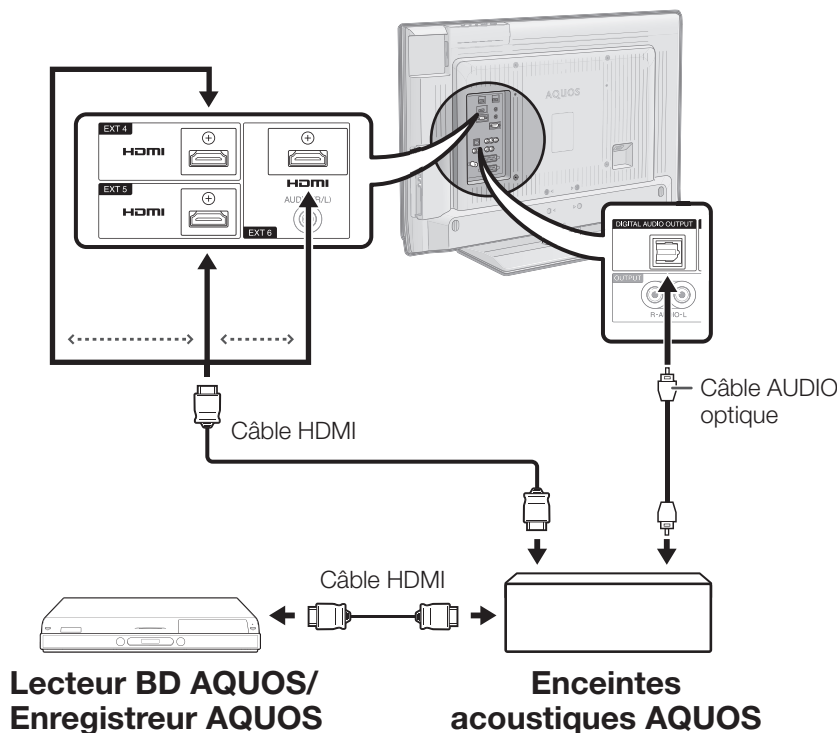 AQUOS
EXT 4
HDMI
EXT 5
HDMI
HDMI
AUDIO (R/L)
EXT 6
DIGITAL AUDIO OUTPUT
OUTPUT
R-AUDIO-L
Câble AUDIO
optique
Câble HDMI
Câble HDMI
Lecteur BD AQUOS/
Enregistreur AQUOS
Enceintes
acoustiques AQUOS